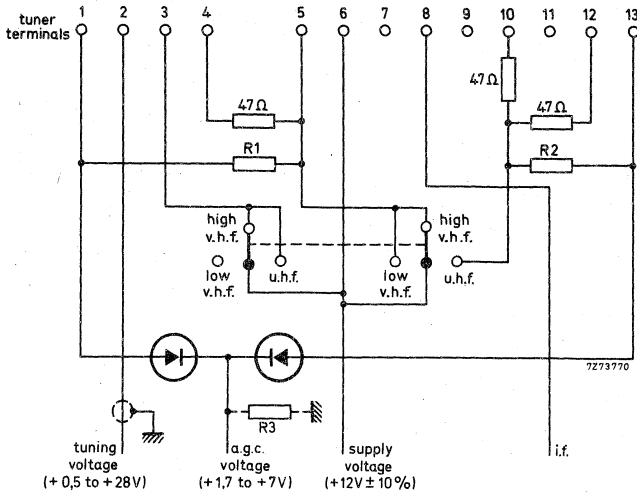 tuner terminals
1 2 3 4 5 6 7 8 9 10 11 12 13
47Ω
47Ω
47Ω
R1
R2
high v.h.f.
high v.h.f.
low v.h.f.
u.h.f.
low v.h.f.
u.h.f.
7Z73770
R3
tuning voltage (+0,5 to +28V)
a.g.c. voltage (+1,7 to +7V)
supply voltage (+12V ± 10%)
i.f.